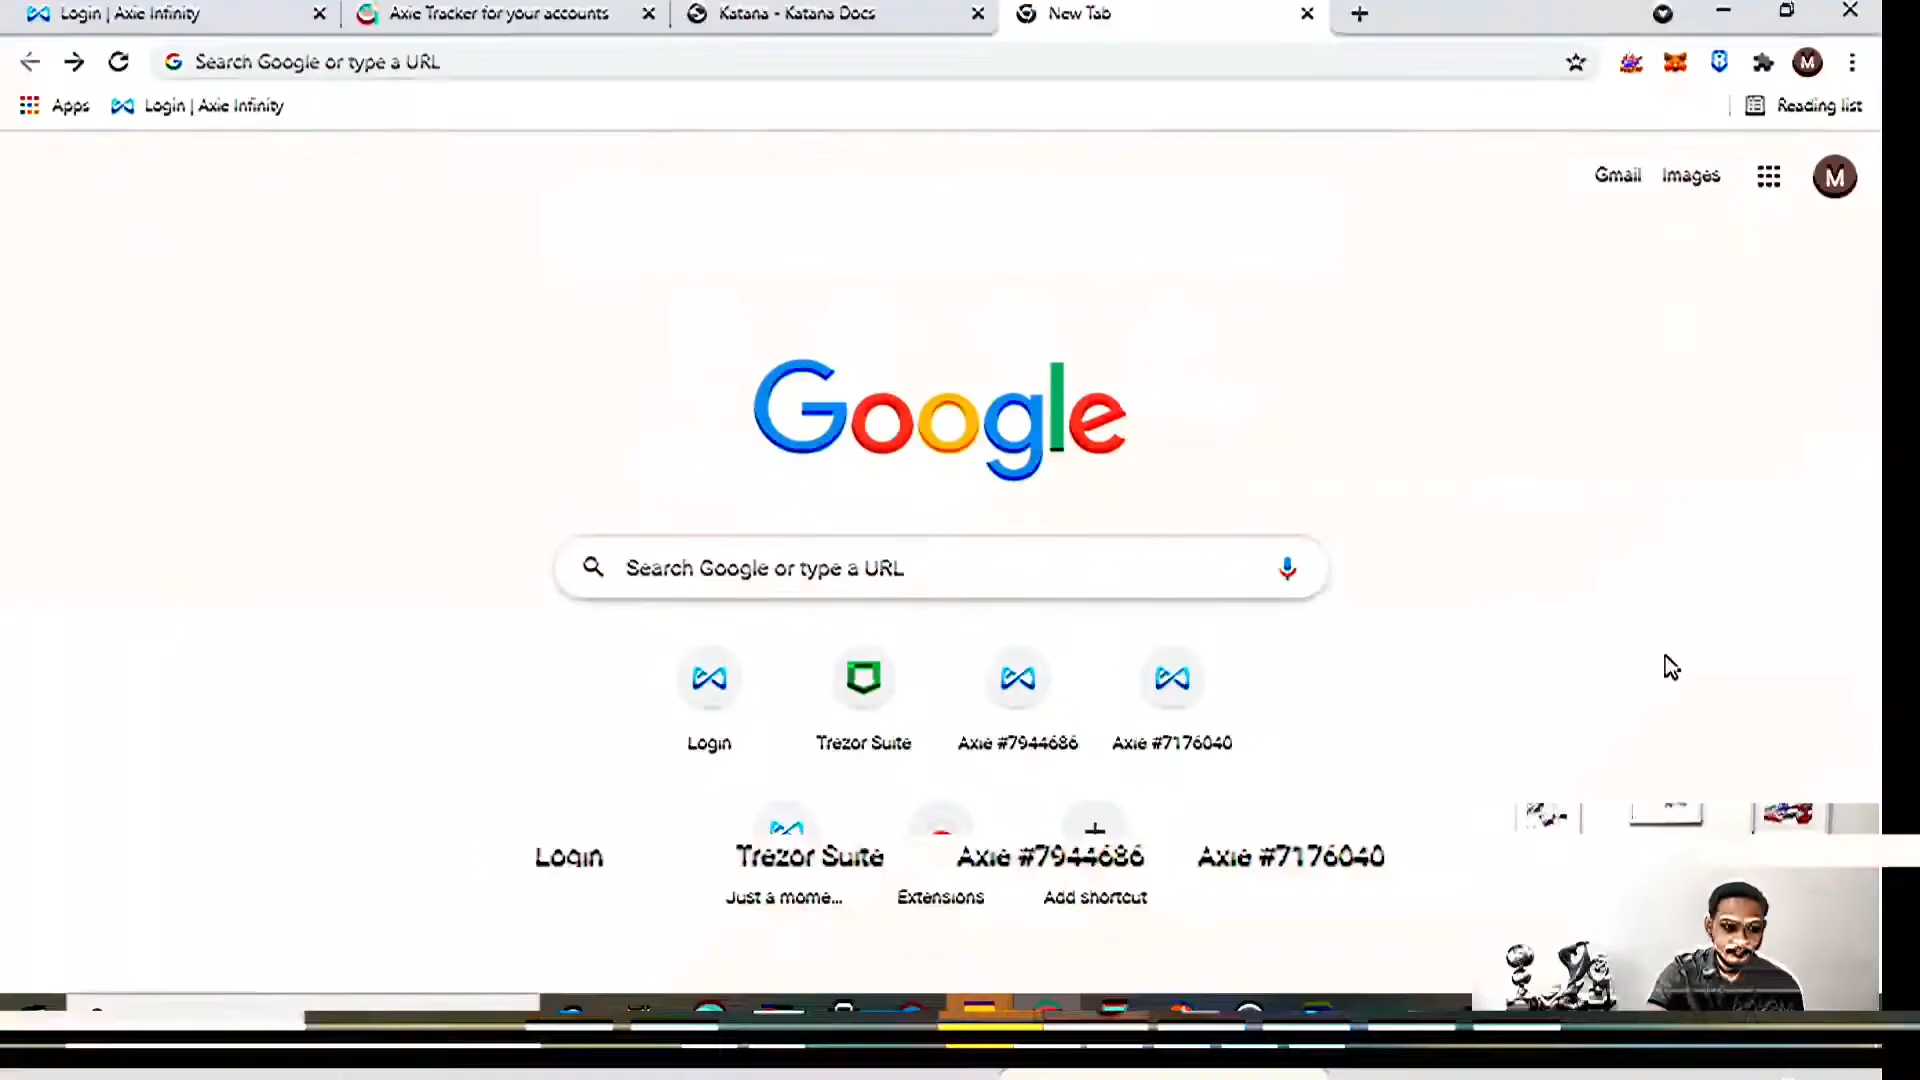 Login | Axie Infinity
Axie Tracker for your accounts
Katana - Katana Docs
New Tab
Search Google or type a URL
M
Apps
Login | Axie Infinity
Reading list
Gmail
Images
M
Google
Search Google or type a URL
Login
Trezor Suite
Axie #7944686
Axie #7176040
Login
Trezor Suite
Axie #7944686
Axie #7176040
Just a mome...
Extensions
Add shortcut